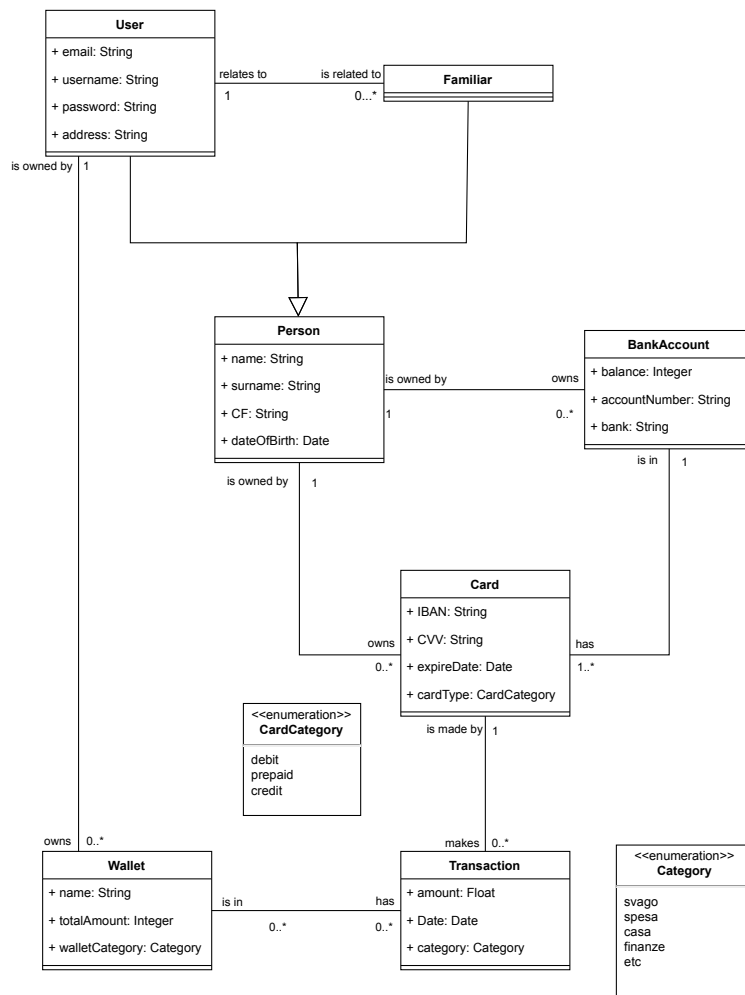 User
+ email: String
+ username: String
+ password: String
+ address: String
relates to
1
is related to
0...*
Familiar
is owned by
1
Person
+ name: String
+ surname: String
+ CF: String
+ dateOfBirth: Date
is owned by
1
owns
0..*
BankAccount
+ balance: Integer
+ accountNumber: String
+ bank: String
is owned by
1
is in
1
Card
+ IBAN: String
+ CVV: String
+ expireDate: Date
+ cardType: CardCategory
owns
0..*
has
1..*
<<enumeration>>
CardCategory
debit
prepaid
credit
is made by
1
owns
0..*
makes
0..*
Wallet
+ name: String
+ totalAmount: Integer
+ walletCategory: Category
is in
0..*
has
0..*
Transaction
+ amount: Float
+ Date: Date
+ category: Category
<<enumeration>>
Category
svago
spesa
casa
finanze
etc